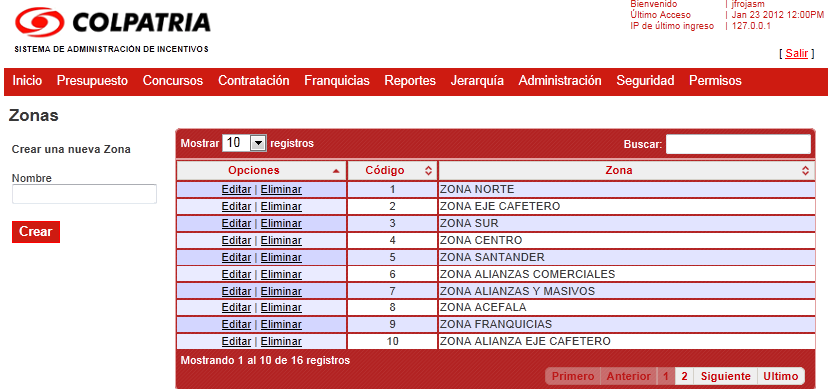 COLPATRIA
SISTEMA DE ADMINISTRACIÓN DE INCENTIVOS
Bienvenido | jfrojasm
Último Acceso | Jan 23 2012 12:00PM
IP de último ingreso | 127.0.0.1
[ Salir ]
Inicio Presupuesto Concursos Contratación Franquicias Reportes Jerarquía Administración Seguridad Permisos
Zonas
Crear una nueva Zona
Nombre
Crear
Mostrar 10 registros Buscar:
Opciones Código Zona
Editar | Eliminar 1 ZONA NORTE
Editar | Eliminar 2 ZONA EJE CAFETERO
Editar | Eliminar 3 ZONA SUR
Editar | Eliminar 4 ZONA CENTRO
Editar | Eliminar 5 ZONA SANTANDER
Editar | Eliminar 6 ZONA ALIANZAS COMERCIALES
Editar | Eliminar 7 ZONA ALIANZAS Y MASIVOS
Editar | Eliminar 8 ZONA ACEFALA
Editar | Eliminar 9 ZONA FRANQUICIAS
Editar | Eliminar 10 ZONA ALIANZA EJE CAFETERO
Mostrando 1 al 10 de 16 registros
Primero Anterior 1 2 Siguiente Ultimo